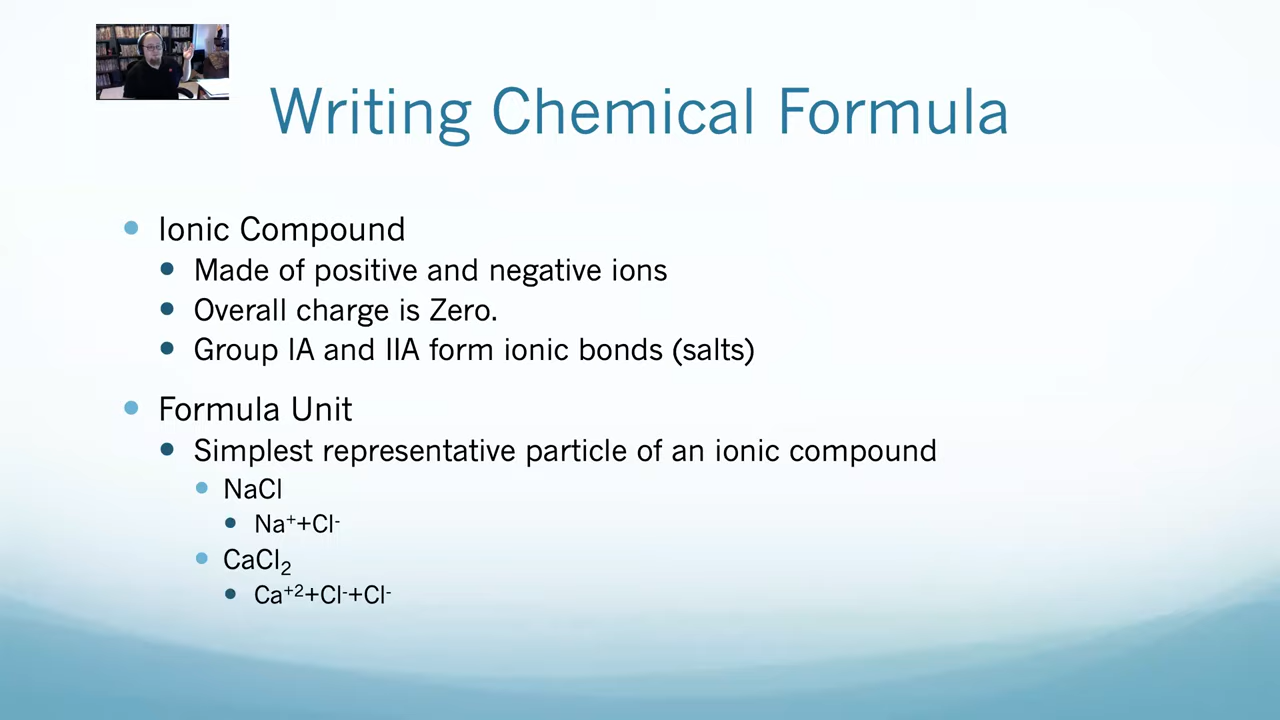 Writing Chemical Formula
Ionic Compound
Made of positive and negative ions
Overall charge is Zero.
Group IA and IIA form ionic bonds (salts)
Formula Unit
Simplest representative particle of an ionic compound
NaCl
Na⁺+Cl⁻
CaCl₂
Ca⁺²+Cl⁻+Cl⁻